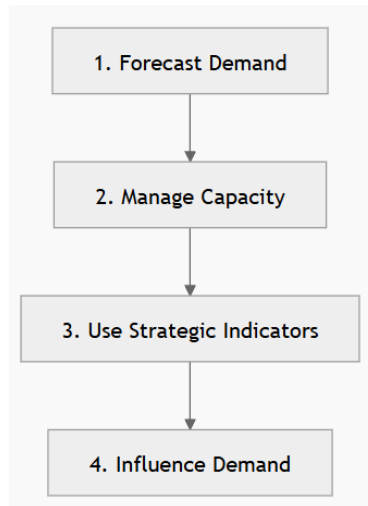 1. Forecast Demand
2. Manage Capacity
3. Use Strategic Indicators
4. Influence Demand